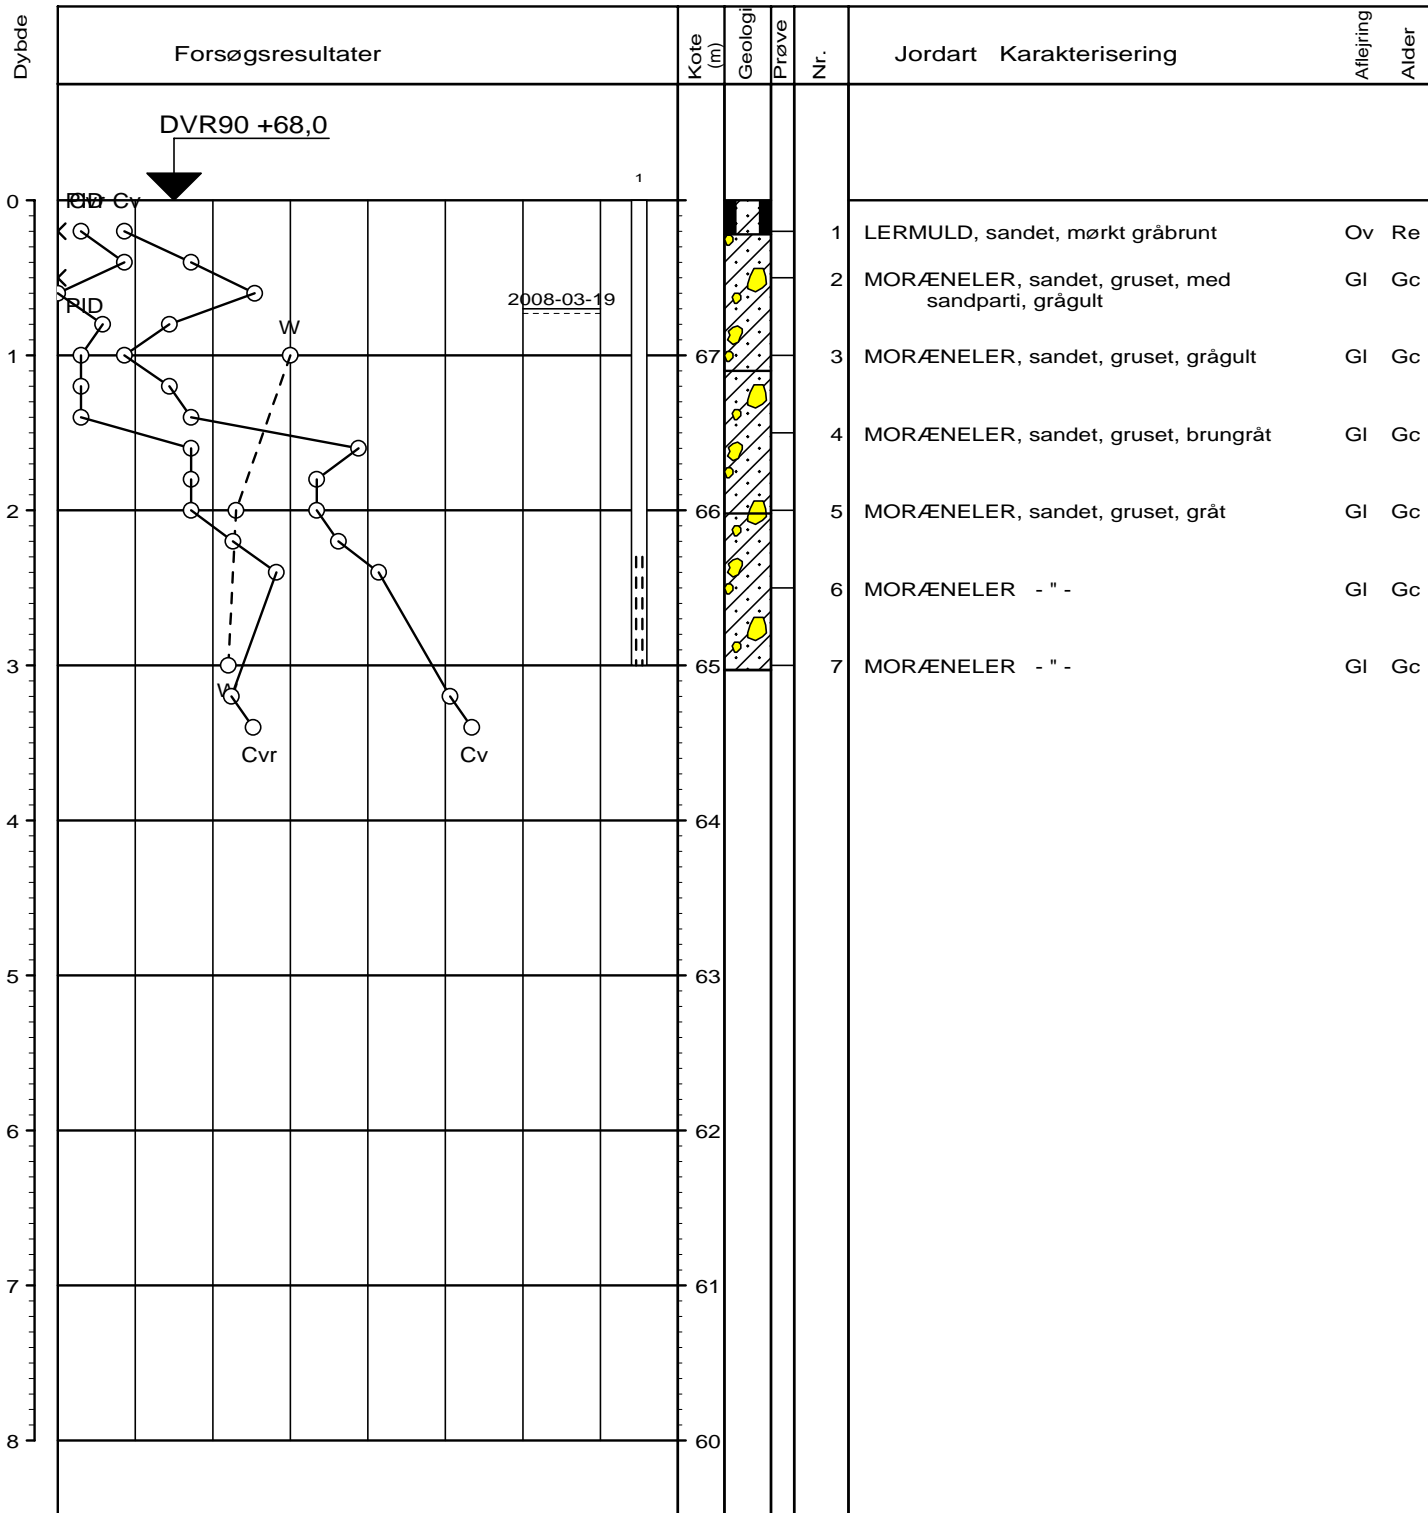 Dybde Forsøgsresultater Kote (m) Geologi Prøve Nr. Jordart Karakterisering Aflejring Alder
DVR90 +68,0
1
0
PID Cvr Cv
1 LERMULD, sandet, mørkt gråbrunt Ov Re
2 MORÆNELER, sandet, gruset, med Gl Gc
sandparti, grågult
PID
2008-03-19
W
1 67 3 MORÆNELER, sandet, gruset, grågult Gl Gc
4 MORÆNELER, sandet, gruset, brungråt Gl Gc
2 66 5 MORÆNELER, sandet, gruset, gråt Gl Gc
6 MORÆNELER - " - Gl Gc
3 65 7 MORÆNELER - " - Gl Gc
W
Cvr Cv
4 64
5 63
6 62
7 61
8 60